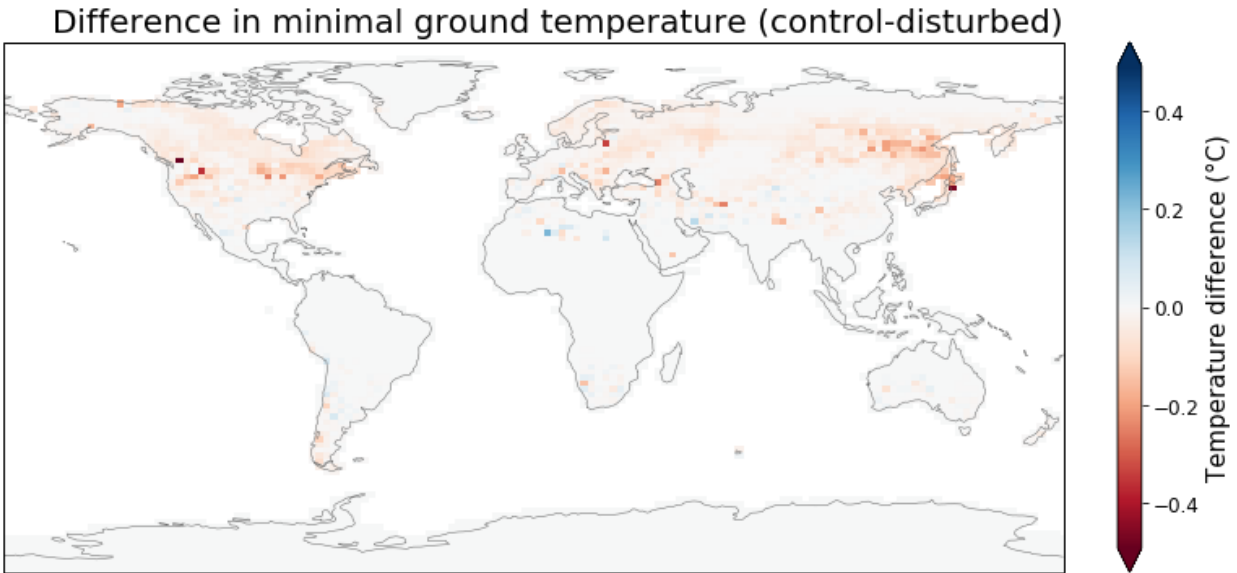 Difference in minimal ground temperature (control-disturbed)
0.4
0.2
0.0
−0.2
−0.4
Temperature difference (°C)